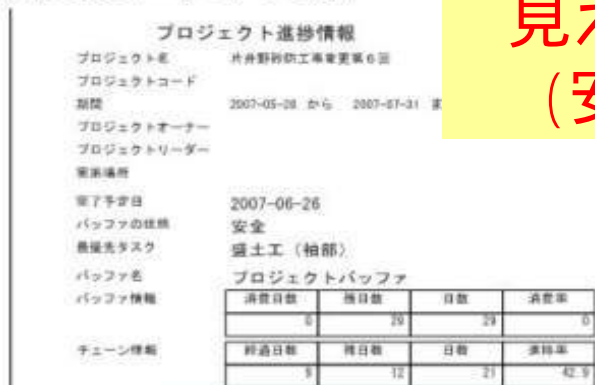 見
（安
プロジェクト進捗情報
プロジェクト名 片井野砂防工事変更第6回
プロジェクトコード
期間 2007-05-28 から 2007-07-31
プロジェクトオーナー
プロジェクトリーダー
実施場所
完了予定日 2007-06-26
バッファの状態 安全
最優先タスク 盛土工（袖部）
バッファ名 プロジェクトバッファ
バッファ情報 消費日数 残日数 日数 消費率
0 29 29 0
チェーン情報 経過日数 残日数 日数 進捗率
9 12 21 42.9